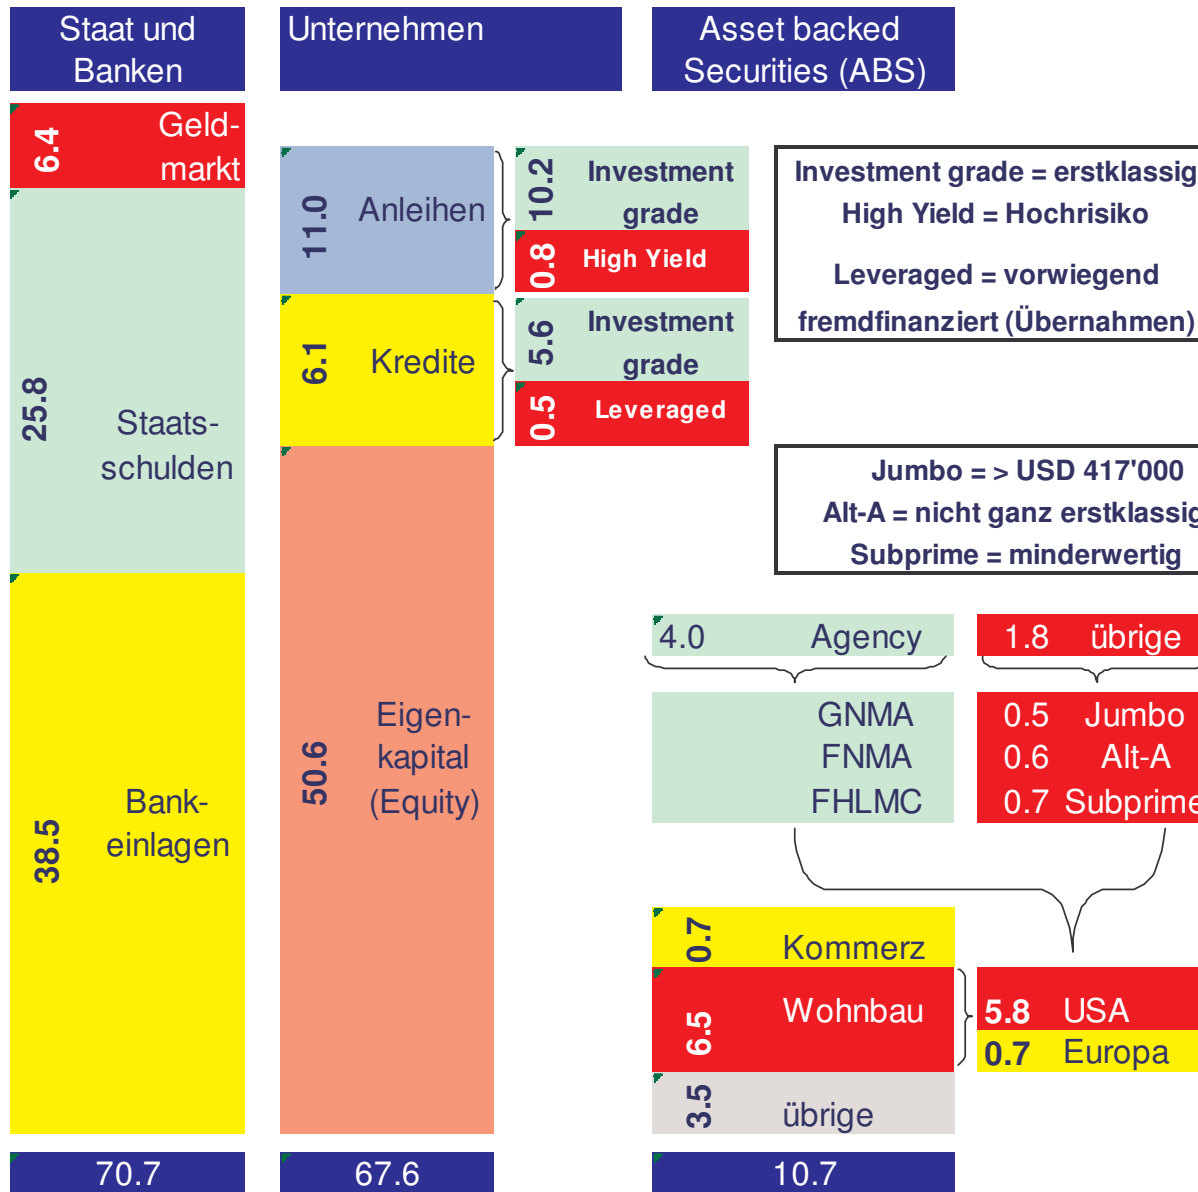 Staat und
Banken
Unternehmen
Asset backed
Securities (ABS)
6.4
Geld-
markt
25.8
Staats-
schulden
38.5
Bank-
einlagen
70.7
11.0
Anleihen
6.1
Kredite
50.6
Eigen-
kapital
(Equity)
67.6
10.2
Investment
grade
0.8
High Yield
5.6
Investment
grade
0.5
Leveraged
Investment grade = erstklassig
High Yield = Hochrisiko
Leveraged = vorwiegend
fremdfinanziert (Übernahmen)
Jumbo = > USD 417'000
Alt-A = nicht ganz erstklassig
Subprime = minderwertig
4.0 Agency
1.8 übrige
GNMA
FNMA
FHLMC
0.5 Jumbo
0.6 Alt-A
0.7 Subprime
0.7 Kommerz
6.5 Wohnbau
5.8 USA
0.7 Europa
3.5 übrige
10.7